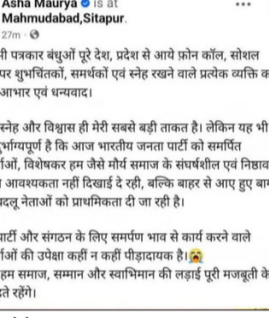 Asha Maurya is at
Mahmudabad,Sitapur.
27m
ी पत्रकार बंधुओं पूरे देश, प्रदेश से आये फ़ोन कॉल, सोशल
पर शुभचिंतकों, समर्थकों एवं स्नेह रखने वाले प्रत्येक व्यक्ति क
आभार एवं धन्यवाद।
स्नेह और विश्वास ही मेरी सबसे बड़ी ताकत है। लेकिन यह भी
र्भाग्यपूर्ण है कि आज भारतीय जनता पार्टी को समर्पित
र्ताओं, विशेषकर हम जैसे मौर्य समाज के संघर्षशील एवं निष्ठाव
आवश्यकता नहीं दिखाई दे रही, बल्कि बाहर से आए हुए बा
दलू नेताओं को प्राथमिकता दी जा रही है।
पार्टी और संगठन के लिए समर्पण भाव से कार्य करने वाले
र्ताओं की उपेक्षा कहीं न कहीं पीड़ादायक है।😭
हम समाज, सम्मान और स्वाभिमान की लड़ाई पूरी मजबूती के
ते रहेंगे।